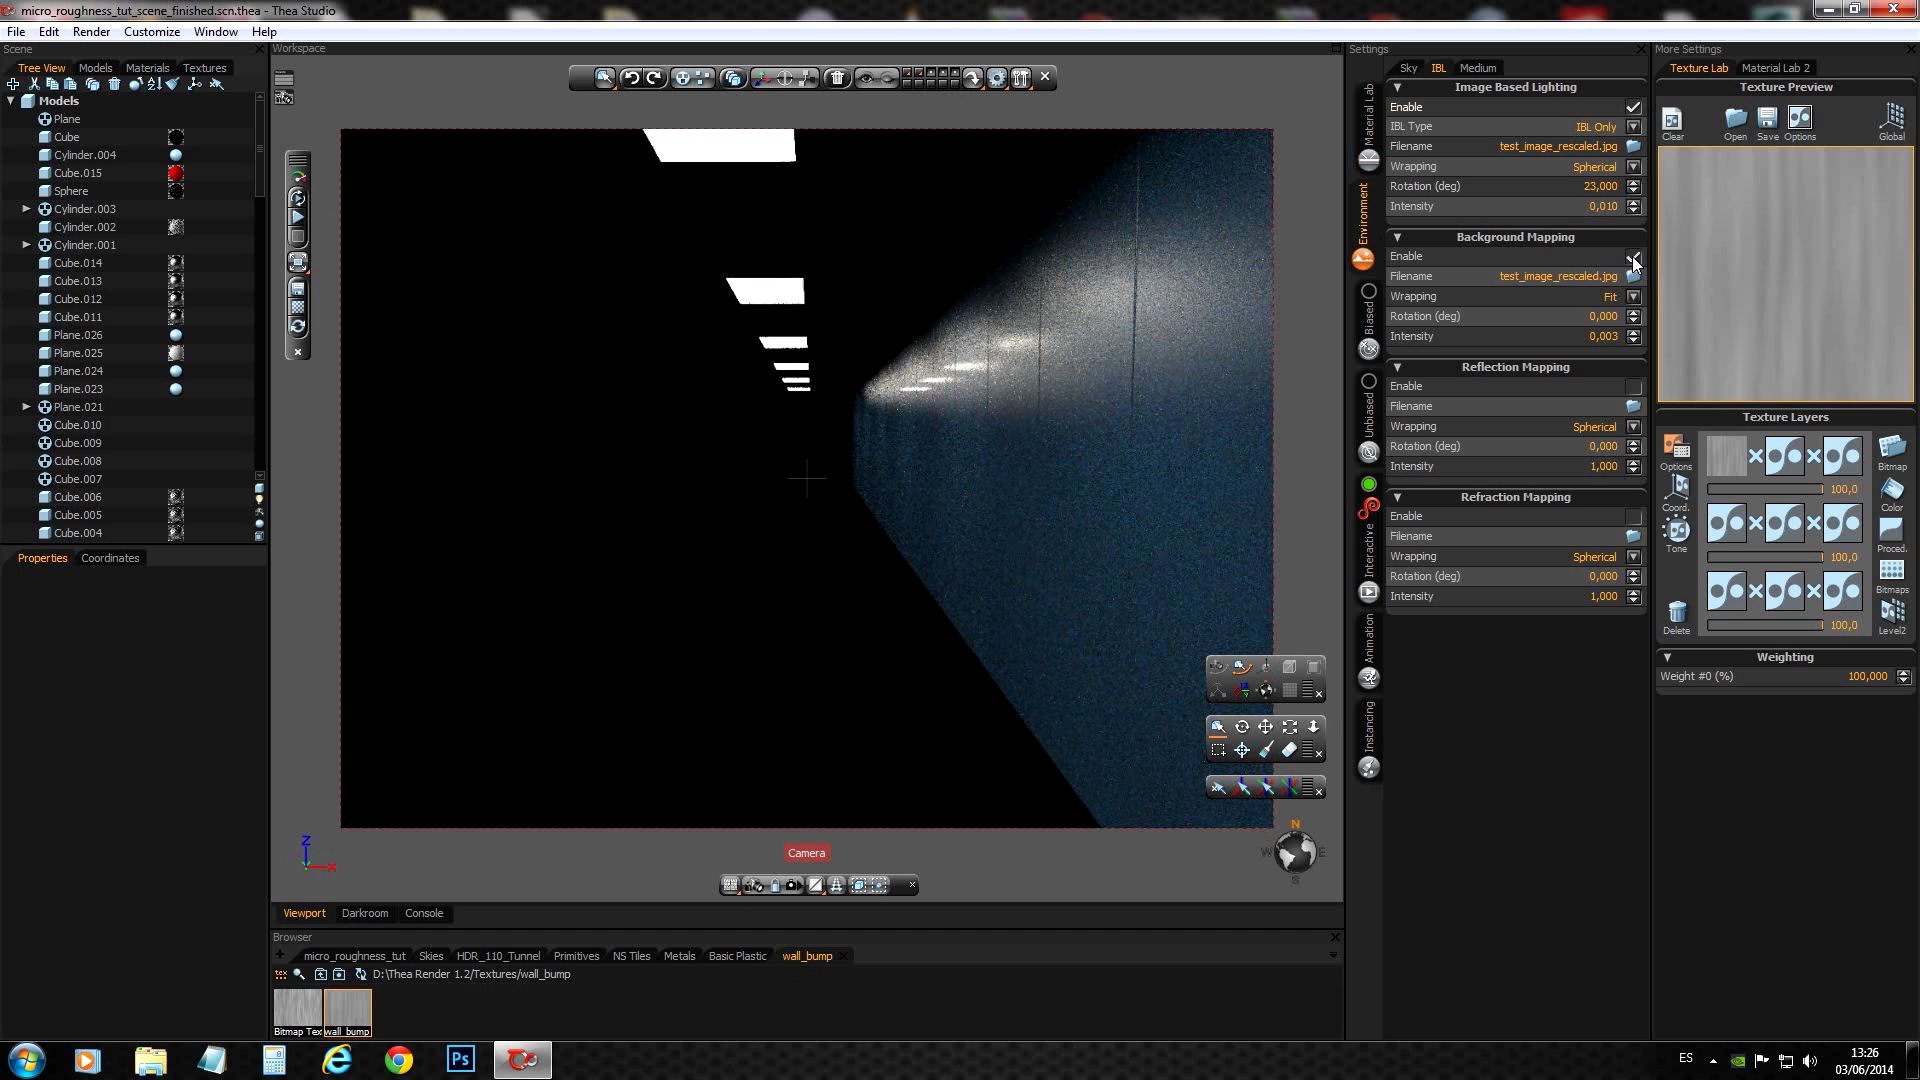 micro_roughness_tut_scene_finished.scn.thea - Thea Studio
File Edit Render Customize Window Help
Scene
Tree View Models Materials Textures
Models
Plane
Cube
Cylinder.004
Cube.015
Sphere
Cylinder.003
Cylinder.002
Cylinder.001
Cube.014
Cube.013
Cube.012
Cube.011
Plane.026
Plane.025
Plane.024
Plane.023
Plane.021
Cube.010
Cube.009
Cube.008
Cube.007
Cube.006
Cube.005
Cube.004
Properties Coordinates
Workspace
Camera
N
W E
S
Z
X
Viewport Darkroom Console
Browser
micro_roughness_tut Skies HDR_110_Tunnel Primitives NS Tiles Metals Basic Plastic wall_bump
tex D:\Thea Render 1.2/Textures/wall_bump
Bitmap Tex wall_bump
Settings
Sky IBL Medium
Material Lab
Environment
Biased
Unbiased
Interactive
Animation
Instancing
Image Based Lighting
Enable
IBL Type IBL Only
Filename test_image_rescaled.jpg
Wrapping Spherical
Rotation (deg) 23,000
Intensity 0,010
Background Mapping
Enable
Filename test_image_rescaled.jpg
Wrapping Fit
Rotation (deg) 0,000
Intensity 0,003
Reflection Mapping
Enable
Filename
Wrapping Spherical
Rotation (deg) 0,000
Intensity 1,000
Refraction Mapping
Enable
Filename
Wrapping Spherical
Rotation (deg) 0,000
Intensity 1,000
More Settings
Texture Lab Material Lab 2
Texture Preview
Clear Open Save Options Global
Texture Layers
Options Coord. Tone Delete
100,0
100,0
100,0
Bitmap Color Proced. Bitmaps Level2
Weighting
Weight #0 (%) 100,000
Ps
ES
13:26
03/06/2014